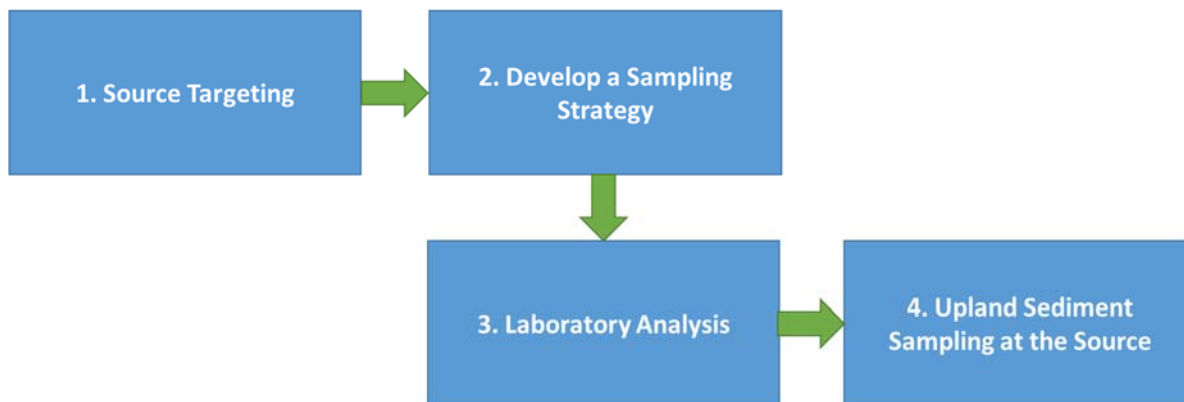 1. Source Targeting
2. Develop a Sampling
Strategy
3. Laboratory Analysis
4. Upland Sediment
Sampling at the Source